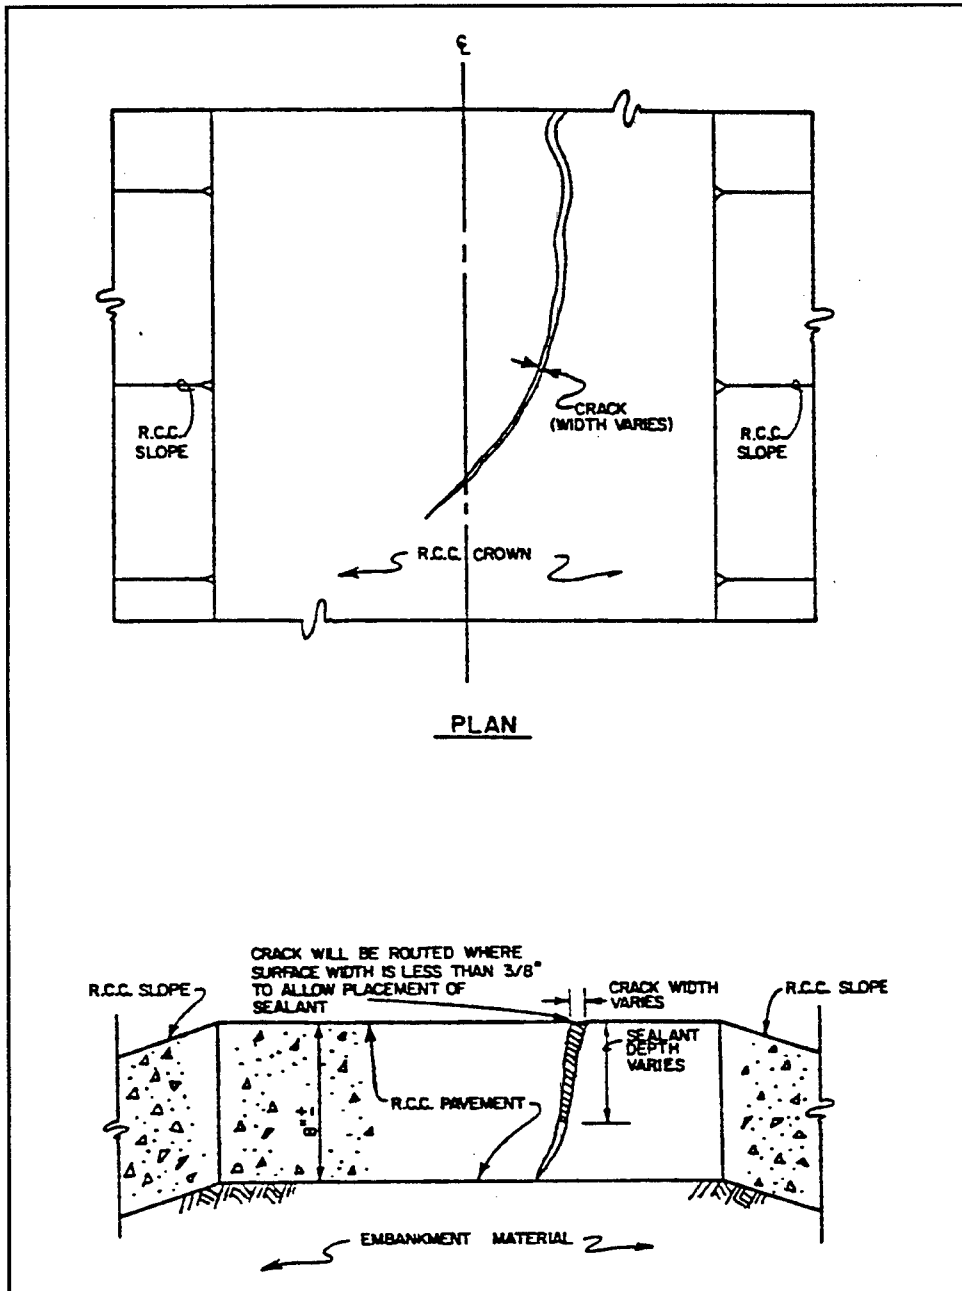 ℄
CRACK
(WIDTH VARIES)
R.C.C.
SLOPE
R.C.C.
SLOPE
R.C.C. CROWN
PLAN
CRACK WILL BE ROUTED WHERE
SURFACE WIDTH IS LESS THAN 3/8"
TO ALLOW PLACEMENT OF
SEALANT
CRACK WIDTH
VARIES
R.C.C. SLOPE
R.C.C. SLOPE
SEALANT
DEPTH
VARIES
R.C.C. PAVEMENT
8" ±
EMBANKMENT MATERIAL